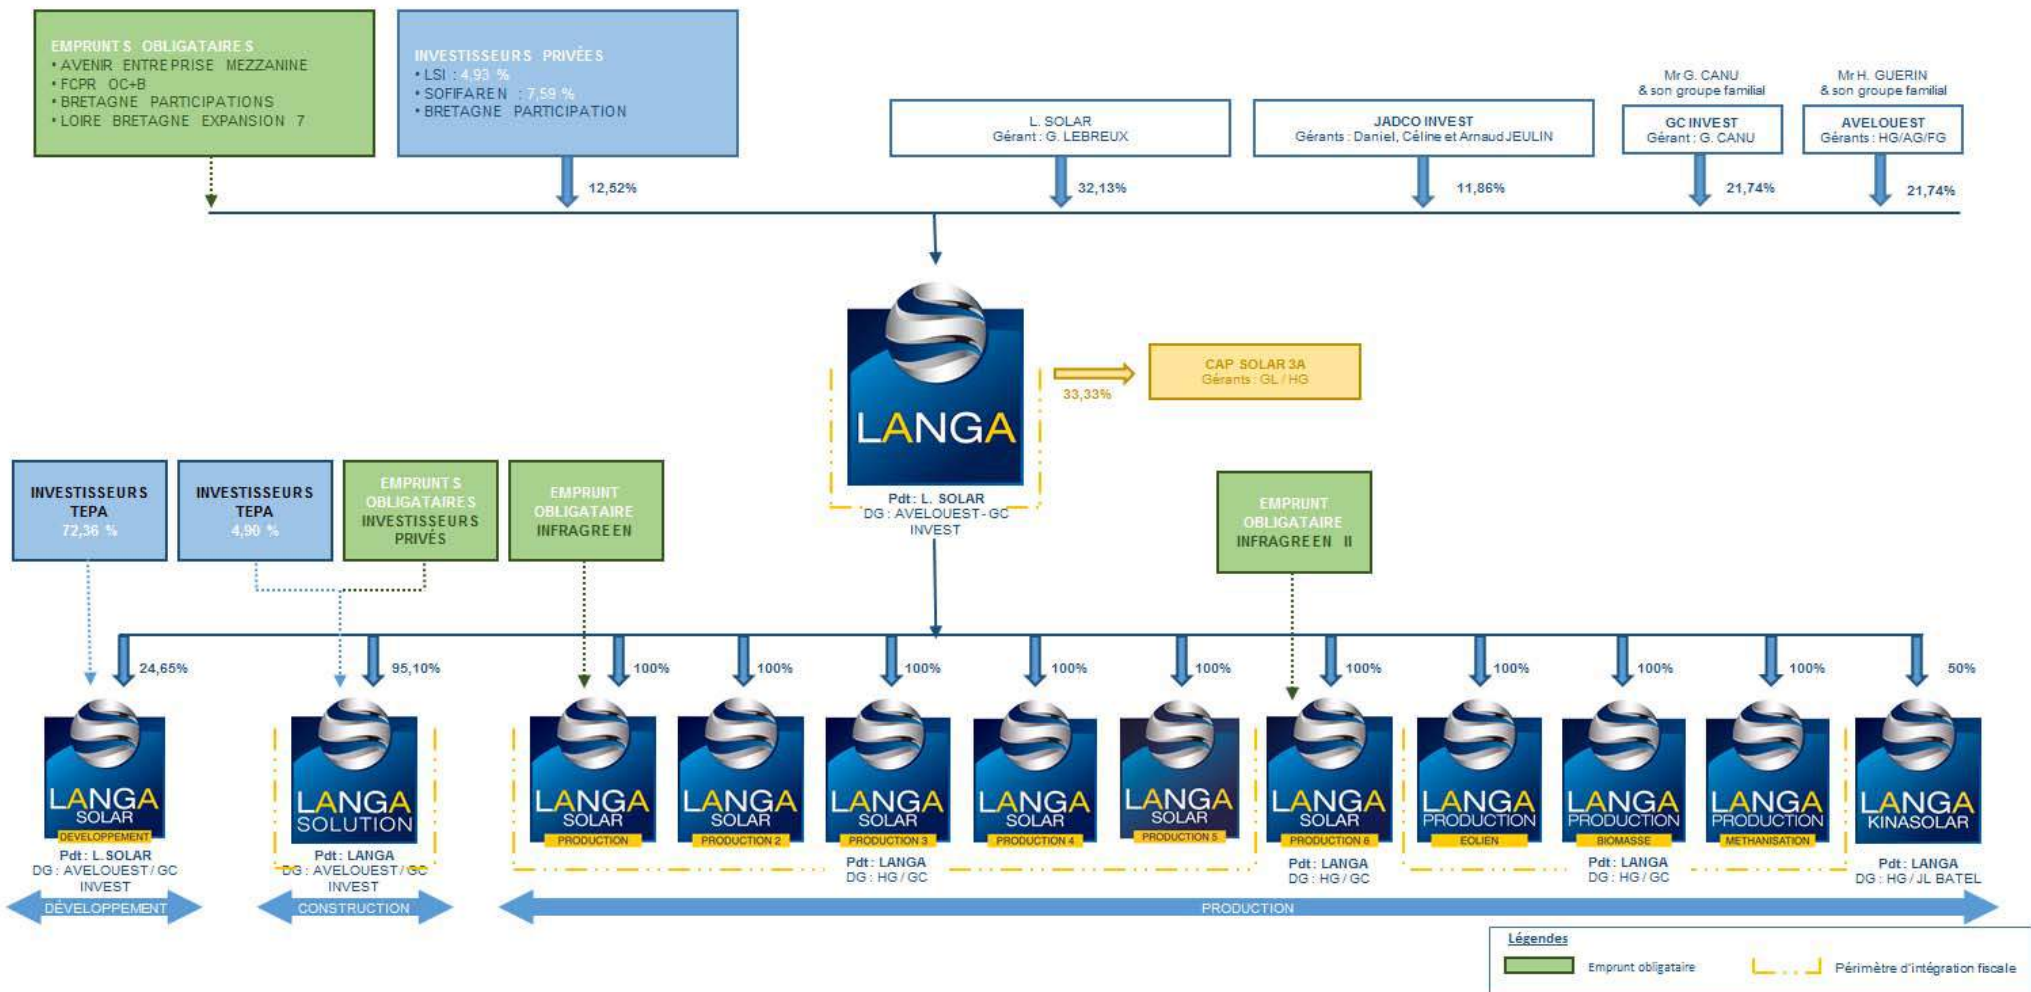 EMPRUNTS OBLIGATAIRES
• AVENIR ENTREPRISE MEZZANINE
• FCPR OC+B
• BRETAGNE PARTICIPATIONS
• LOIRE BRETAGNE EXPANSION 7
INVESTISSEURS PRIVÉES
• LSI : 4,93 %
• SOFIFAREN : 7,59 %
• BRETAGNE PARTICIPATION
L. SOLAR
Gérant : G. LEBREUX
JADCO INVEST
Gérants : Daniel, Céline et Arnaud JEULIN
Mr G. CANU
& son groupe familial
GC INVEST
Gérant : G. CANU
Mr H. GUERIN
& son groupe familial
AVELOUEST
Gérants : HG/AG/FG
12,52%
32,13%
11,86%
21,74%
21,74%
LANGA
33,33%
CAP SOLAR 3A
Gérants : GL / HG
Pdt : L. SOLAR
DG : AVELOUEST - GC
INVEST
INVESTISSEURS
TEPA
72,36 %
INVESTISSEURS
TEPA
4,90 %
EMPRUNTS
OBLIGATAIRES
INVESTISSEURS
PRIVÉS
EMPRUNT
OBLIGATAIRE
INFRAGREEN
EMPRUNT
OBLIGATAIRE
INFRAGREEN II
24,65%
95,10%
100%
100%
100%
100%
100%
100%
100%
100%
100%
50%
LANGA
SOLAR
DEVELOPPEMENT
Pdt : L.SOLAR
DG : AVELOUEST / GC
INVEST
LANGA
SOLUTION
Pdt : LANGA
DG : AVELOUEST / GC
INVEST
LANGA
SOLAR
PRODUCTION
LANGA
SOLAR
PRODUCTION 2
LANGA
SOLAR
PRODUCTION 3
Pdt : LANGA
DG : HG / GC
LANGA
SOLAR
PRODUCTION 4
LANGA
SOLAR
PRODUCTION 5
LANGA
SOLAR
PRODUCTION 6
Pdt : LANGA
DG : HG / GC
LANGA
PRODUCTION
EOLIEN
LANGA
PRODUCTION
BIOMASSE
Pdt : LANGA
DG : HG / GC
LANGA
PRODUCTION
METHANISATION
LANGA
KINASOLAR
Pdt : LANGA
DG : HG / JL BATEL
DÉVELOPPEMENT
CONSTRUCTION
PRODUCTION
Légendes
Emprunt obligataire
Périmètre d'intégration fiscale